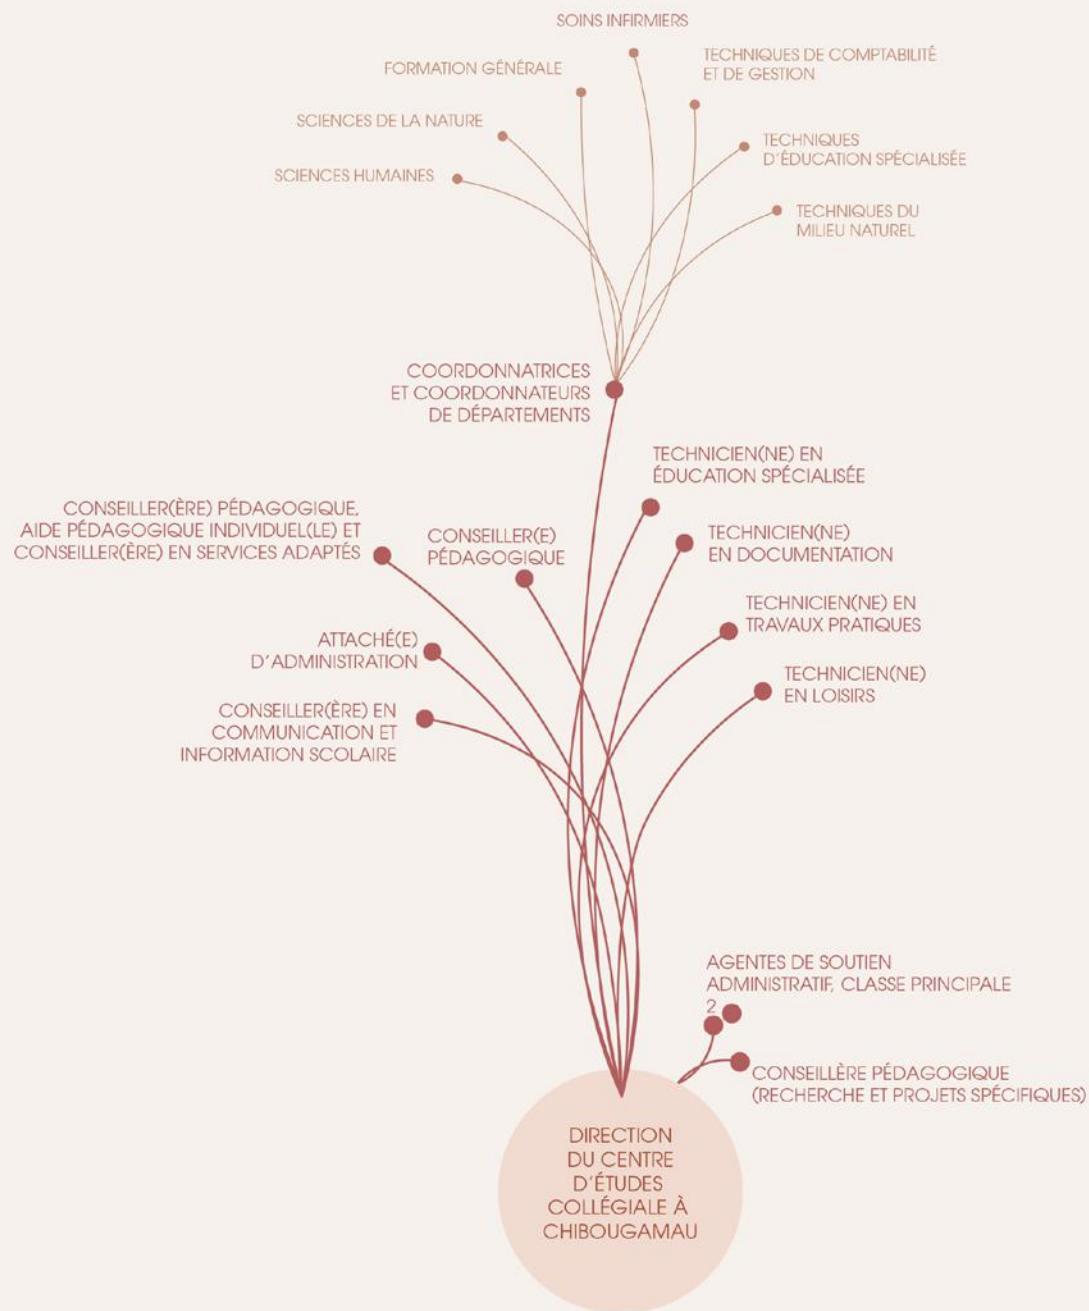 SOINS INFIRMIERS
TECHNIQUES DE COMPTABILITÉ
ET DE GESTION
FORMATION GÉNÉRALE
SCIENCES DE LA NATURE
TECHNIQUES
D'ÉDUCATION SPÉCIALISÉE
SCIENCES HUMAINES
TECHNIQUES DU
MILIEU NATUREL
COORDONNATRICES
ET COORDONNATEURS
DE DÉPARTEMENTS
TECHNICIEN(NE) EN
ÉDUCATION SPÉCIALISÉE
CONSEILLER(ÈRE) PÉDAGOGIQUE,
AIDE PÉDAGOGIQUE INDIVIDUEL(LE) ET
CONSEILLER(ÈRE) EN SERVICES ADAPTÉS
CONSEILLER(E)
PÉDAGOGIQUE
TECHNICIEN(NE)
EN DOCUMENTATION
TECHNICIEN(NE) EN
TRAVAUX PRATIQUES
ATTACHÉ(E)
D'ADMINISTRATION
TECHNICIEN(NE)
EN LOISIRS
CONSEILLER(ÈRE) EN
COMMUNICATION ET
INFORMATION SCOLAIRE
AGENTES DE SOUTIEN
ADMINISTRATIF, CLASSE PRINCIPALE
2
CONSEILLÈRE PÉDAGOGIQUE
(RECHERCHE ET PROJETS SPÉCIFIQUES)
DIRECTION
DU CENTRE
D'ÉTUDES
COLLÉGIALE À
CHIBOUGAMAU